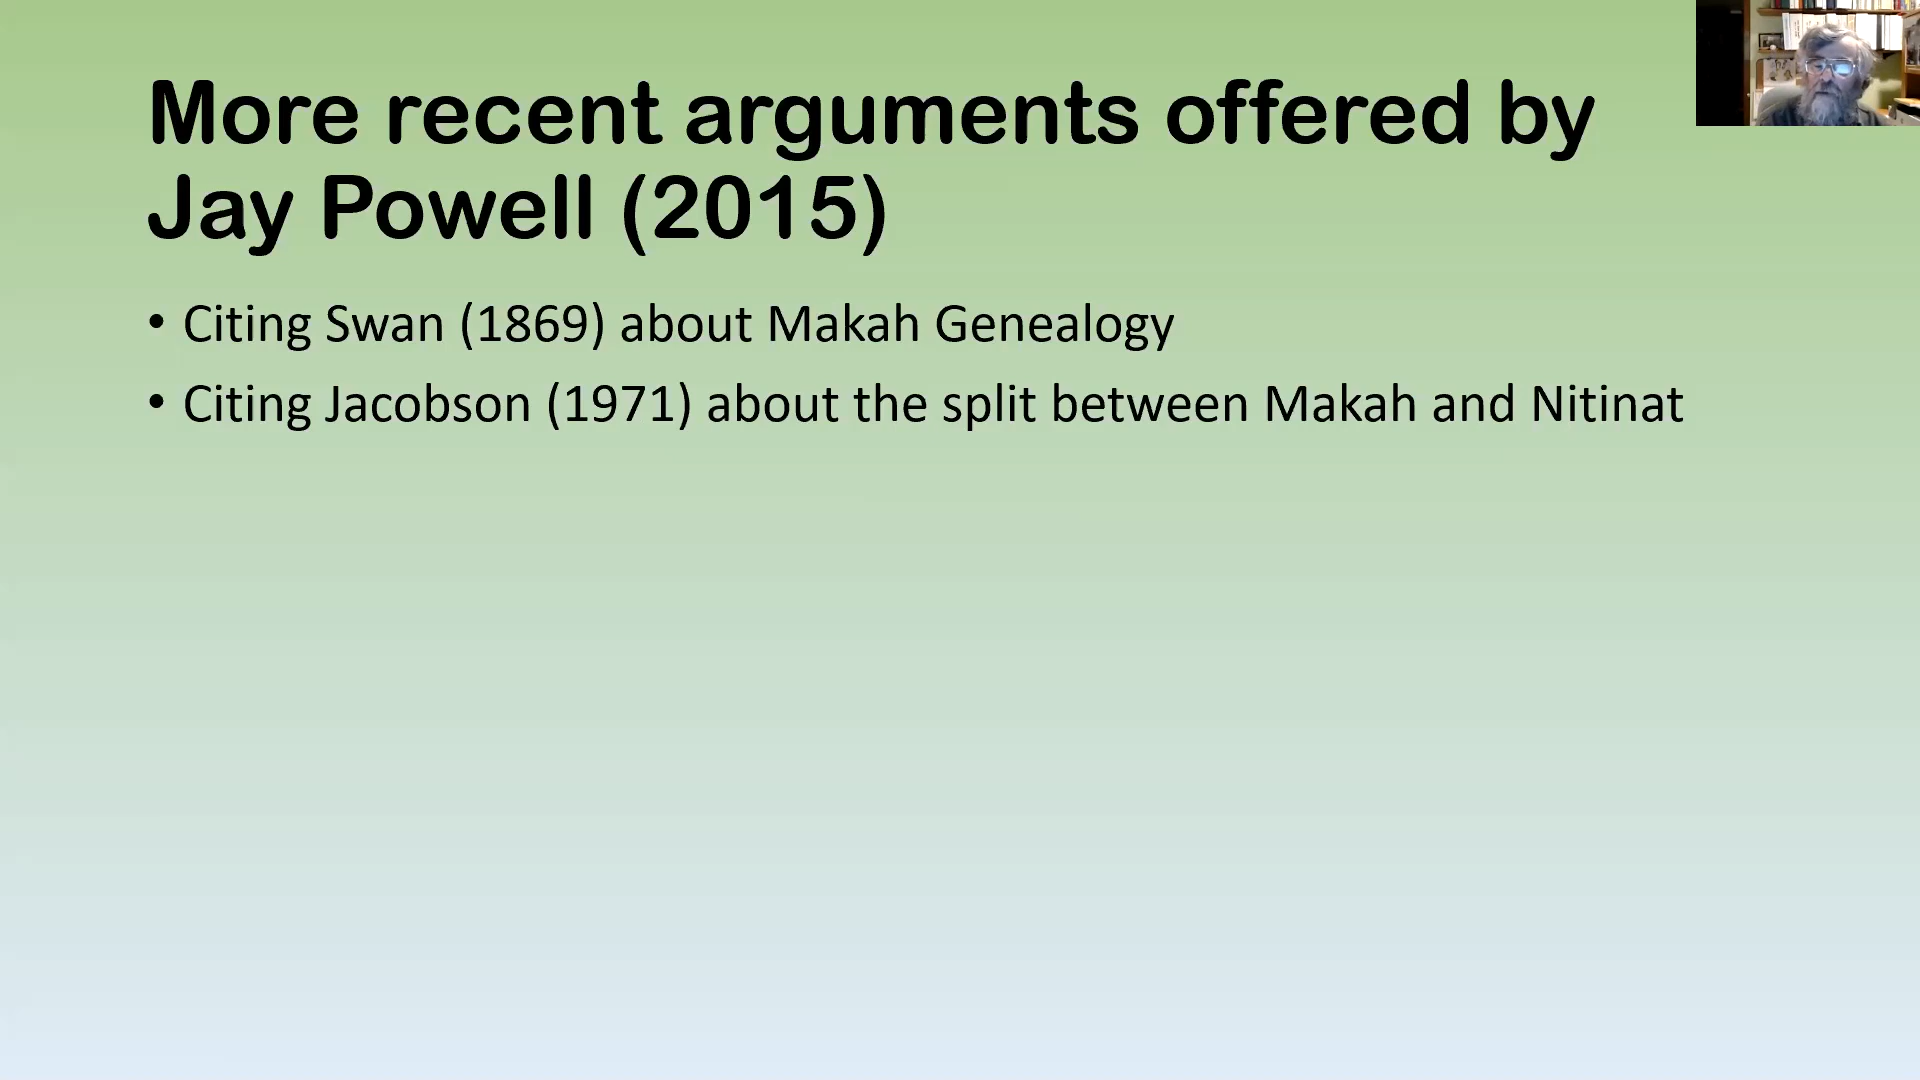 More recent arguments offered by
Jay Powell (2015)
• Citing Swan (1869) about Makah Genealogy
• Citing Jacobson (1971) about the split between Makah and Nitinat